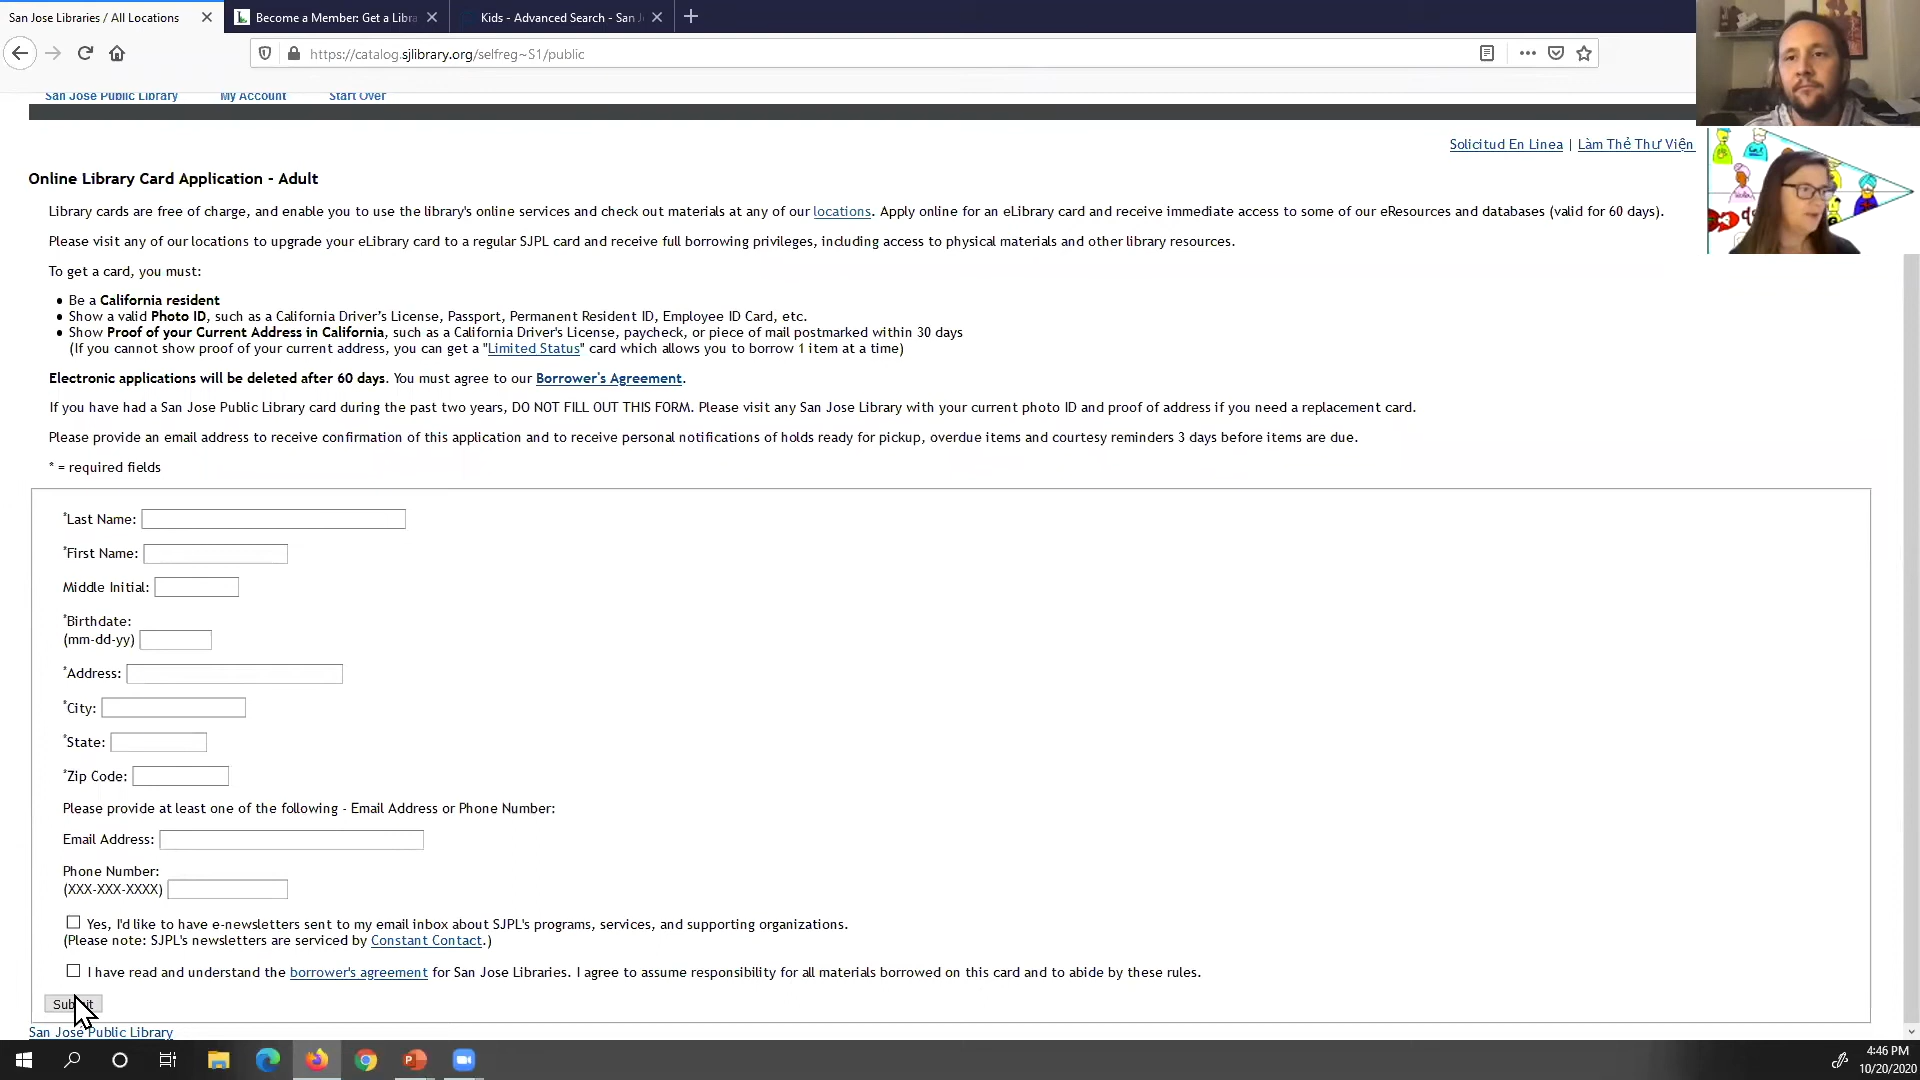 San Jose Libraries / All Locations
Become a Member: Get a Libra
Kids - Advanced Search - San J
https://catalog.sjlibrary.org/selfreg~S1/public
San Jose Public Library My Account Start Over
Solicitud En Linea | Làm Thẻ Thư Viện
Online Library Card Application - Adult
Library cards are free of charge, and enable you to use the library's online services and check out materials at any of our locations. Apply online for an eLibrary card and receive immediate access to some of our eResources and databases (valid for 60 days).
Please visit any of our locations to upgrade your eLibrary card to a regular SJPL card and receive full borrowing privileges, including access to physical materials and other library resources.
To get a card, you must:
• Be a California resident
• Show a valid Photo ID, such as a California Driver's License, Passport, Permanent Resident ID, Employee ID Card, etc.
• Show Proof of your Current Address in California, such as a California Driver's License, paycheck, or piece of mail postmarked within 30 days
(If you cannot show proof of your current address, you can get a "Limited Status" card which allows you to borrow 1 item at a time)
Electronic applications will be deleted after 60 days. You must agree to our Borrower's Agreement.
If you have had a San Jose Public Library card during the past two years, DO NOT FILL OUT THIS FORM. Please visit any San Jose Library with your current photo ID and proof of address if you need a replacement card.
Please provide an email address to receive confirmation of this application and to receive personal notifications of holds ready for pickup, overdue items and courtesy reminders 3 days before items are due.
* = required fields
*Last Name:
*First Name:
Middle Initial:
*Birthdate:
(mm-dd-yy)
*Address:
*City:
*State:
*Zip Code:
Please provide at least one of the following - Email Address or Phone Number:
Email Address:
Phone Number:
(XXX-XXX-XXXX)
Yes, I'd like to have e-newsletters sent to my email inbox about SJPL's programs, services, and supporting organizations.
(Please note: SJPL's newsletters are serviced by Constant Contact.)
I have read and understand the borrower's agreement for San Jose Libraries. I agree to assume responsibility for all materials borrowed on this card and to abide by these rules.
Submit
San Jose Public Library
4:46 PM
10/20/2020